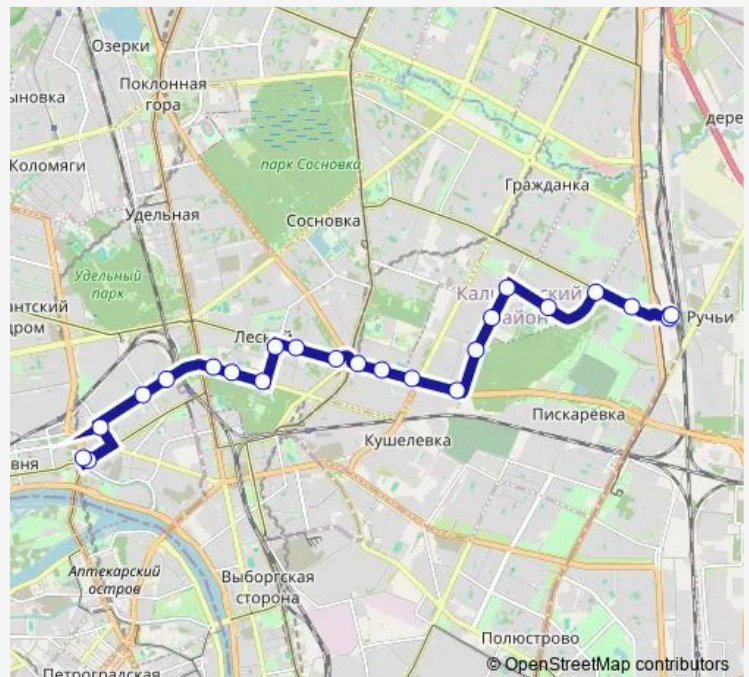 Озерки
Поклонная
гора
ыновка
дере
Коломяги
парк Сосновка
Гражданка
Удельная
Сосновка
Удельный
парк
антский
дром
Лесной
Ручьи
Пискарёвка
Кушелевка
вня
Аптекарский
остров
Выборгская
сторона
Полюстрово
Петроградская
© OpenStreetMap contributors